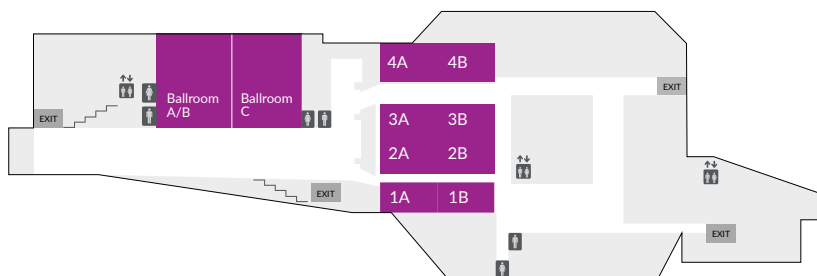 4A
4B
EXIT
Ballroom
A/B
Ballroom
C
EXIT
3A
3B
2A
2B
EXIT
1A
1B
EXIT